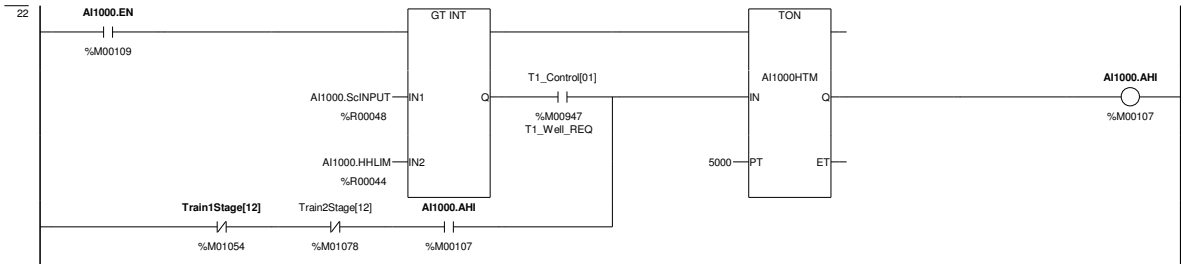 22
AI1000.EN
%M00109
GT INT
TON
AI1000HTM
T1_Control[01]
AI1000.AHI
AI1000.ScINPUT
IN1
Q
IN
Q
%R00048
%M00947
T1_Well_REQ
%M00107
AI1000.HHLIM
IN2
5000
PT
ET
%R00044
Train1Stage[12]
Train2Stage[12]
AI1000.AHI
%M01054
%M01078
%M00107